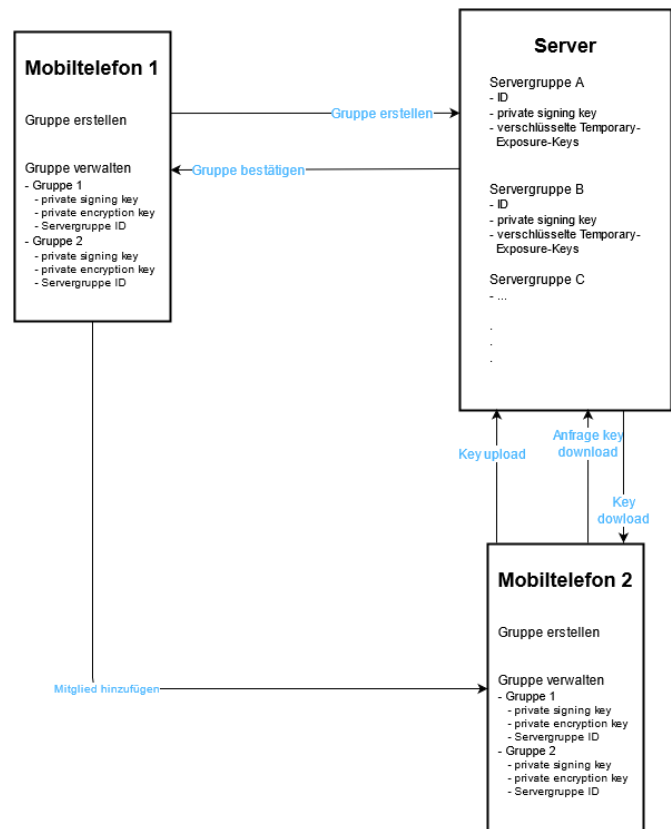 Mobiltelefon 1
Gruppe erstellen
Gruppe verwalten
- Gruppe 1
- private signing key
- private encryption key
- Servergruppe ID
- Gruppe 2
- private signing key
- private encryption key
- Servergruppe ID
Gruppe erstellen
Gruppe bestätigen
Server
Servergruppe A
- ID
- private signing key
- verschlüsselte Temporary-
Exposure-Keys
Servergruppe B
- ID
- private signing key
- verschlüsselte Temporary-
Exposure-Keys
Servergruppe C
- ...
.
.
.
Key upload
Anfrage key
download
Key
dowload
Mitglied hinzufügen
Mobiltelefon 2
Gruppe erstellen
Gruppe verwalten
- Gruppe 1
- private signing key
- private encryption key
- Servergruppe ID
- Gruppe 2
- private signing key
- private encryption key
- Servergruppe ID